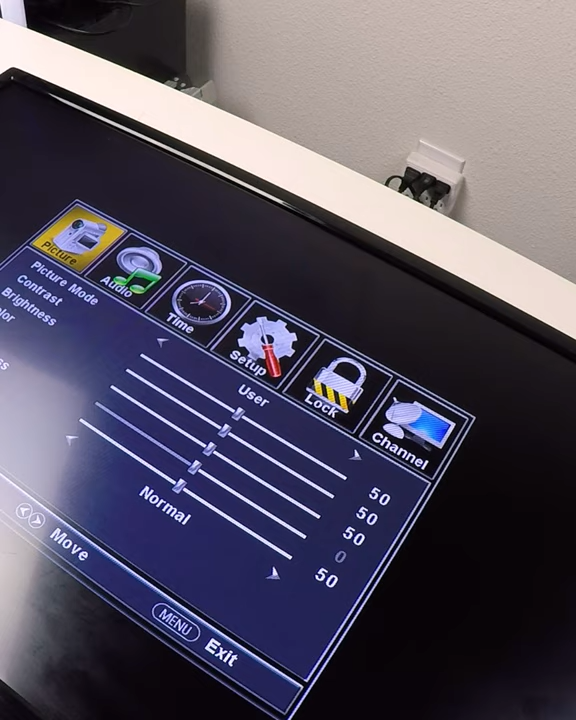 Picture
Audio
Time
Setup
Lock
Channel
Picture Mode
User
Contrast
50
Brightness
50
50
0
50
Normal
Move
MENU
Exit